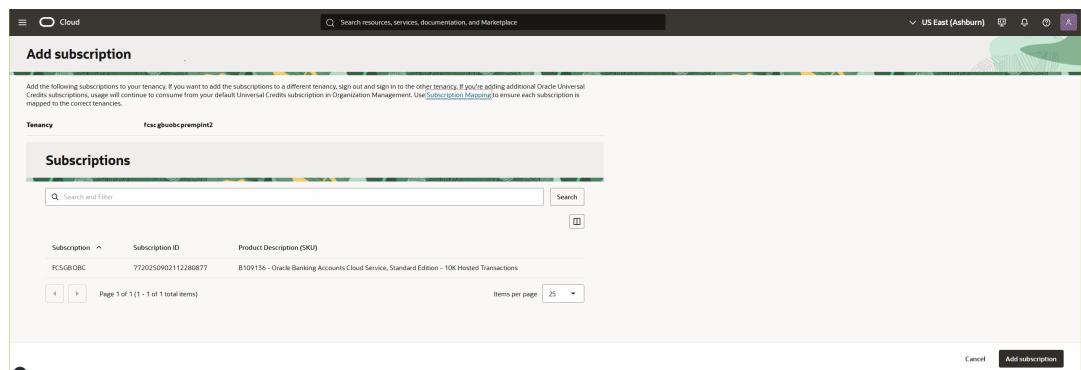 Cloud
Search resources, services, documentation, and Marketplace
US East (Ashburn)
Add subscription
Add the following subscriptions to your tenancy. If you want to add the subscriptions to a different tenancy, sign out and sign in to the other tenancy. If you're adding additional Oracle Universal
Credits subscriptions, usage will continue to consume from your default Universal Credits subscription in Organization Management. Use Subscription Mapping to ensure each subscription is
mapped to the correct tenancies.
Tenancy fcscgbuobcprempint2
Subscriptions
Search and Filter Search
Subscription Subscription ID Product Description (SKU)
FCSGBOBC 7720250902112280877 B109136 - Oracle Banking Accounts Cloud Service, Standard Edition - 10K Hosted Transactions
Page 1 of 1 (1 - 1 of 1 total items) Items per page 25
Cancel Add subscription